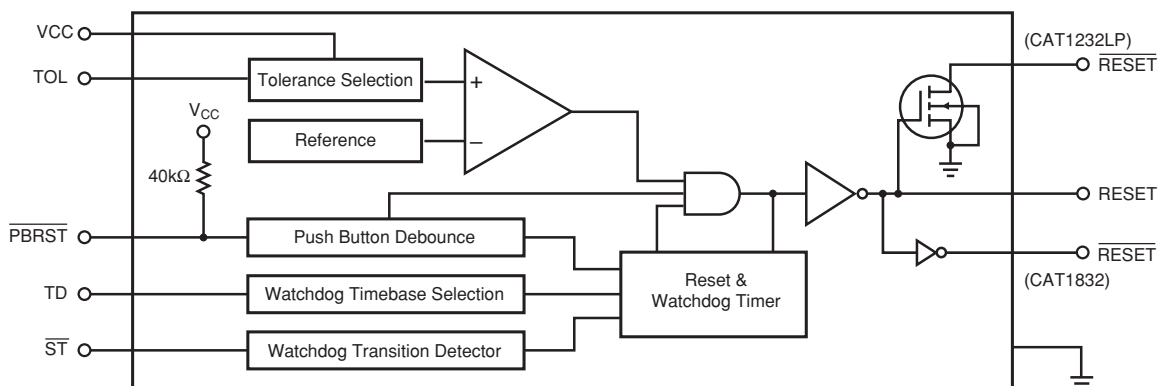 VCC
(CAT1232LP)
TOL
Tolerance Selection
+
RESET
VCC
Reference
−
40kΩ
RESET
PBRST
Push Button Debounce
RESET
Reset &
Watchdog Timer
(CAT1832)
TD
Watchdog Timebase Selection
ST
Watchdog Transition Detector